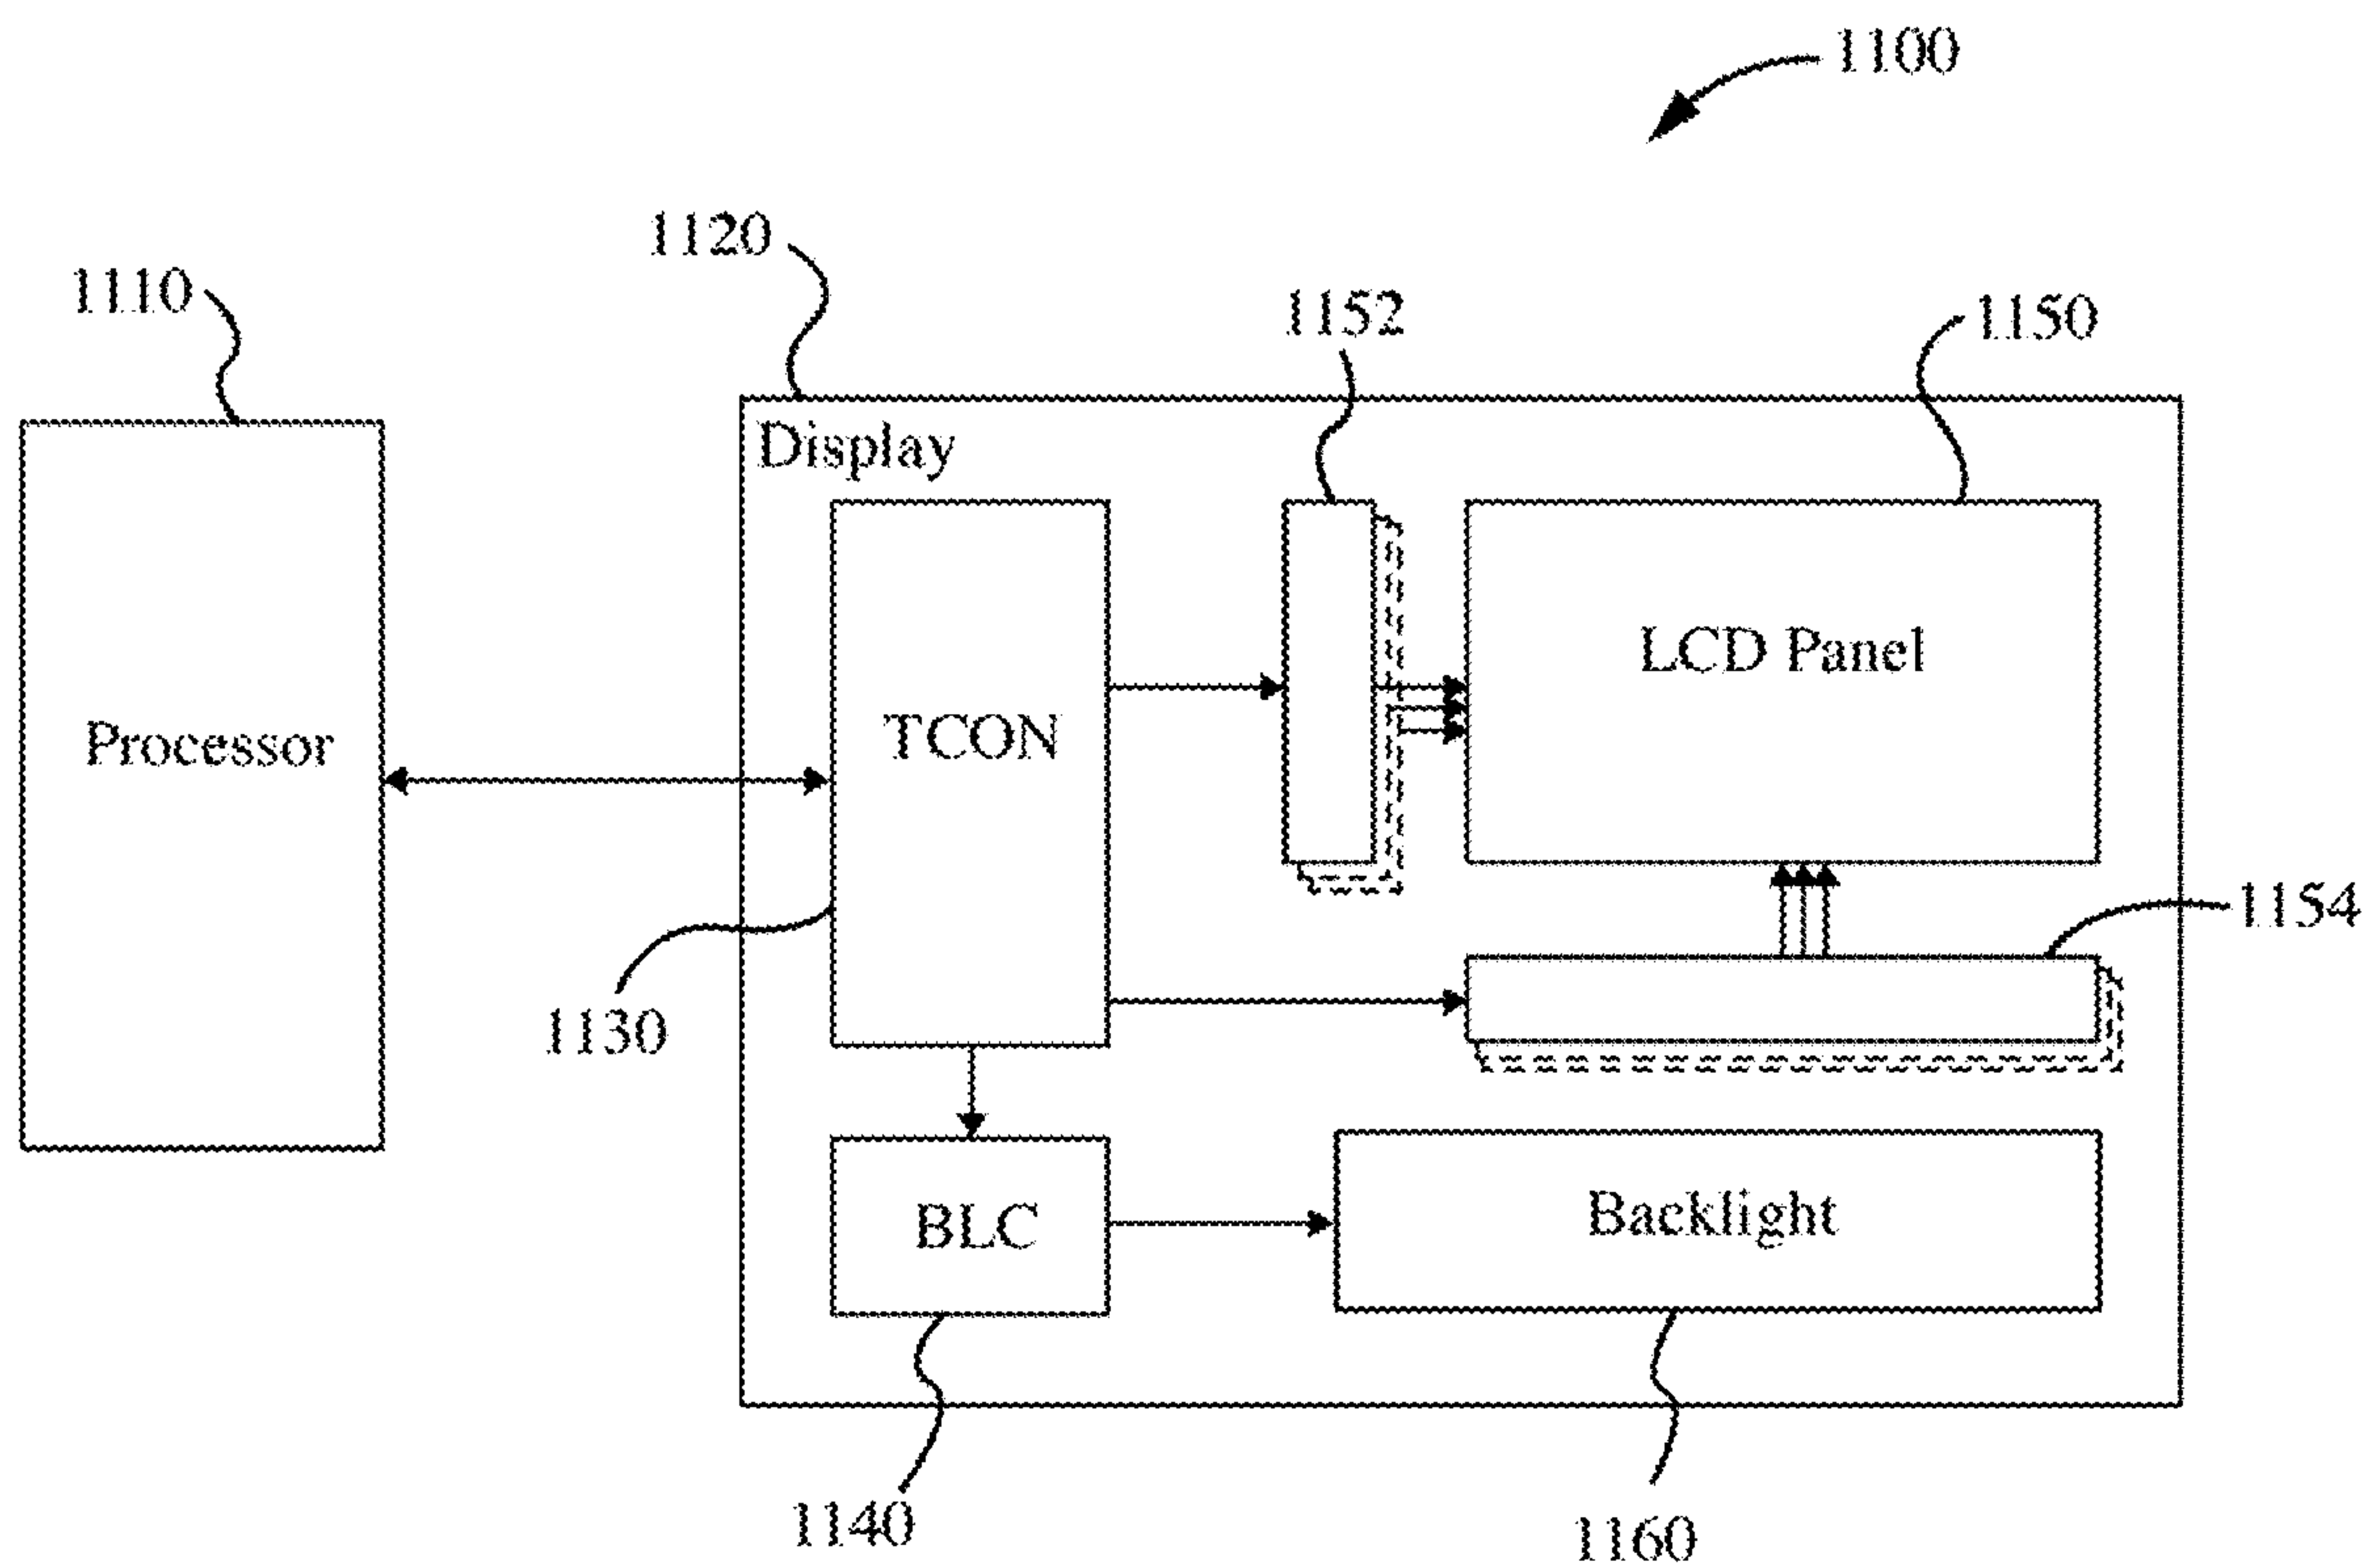 1100
1120
1110
1152
1150
Display
LCD Panel
TCON
Processor
1154
1130
Backlight
BLC
1140
1160